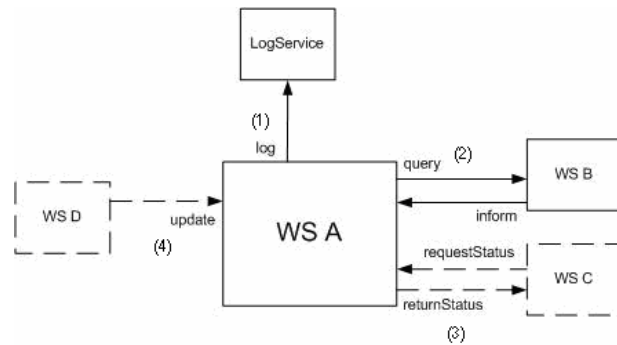 LogService
(1)
log
query
(2)
WS B
inform
WS D
update
(4)
WS A
requestStatus
WS C
returnStatus
(3)